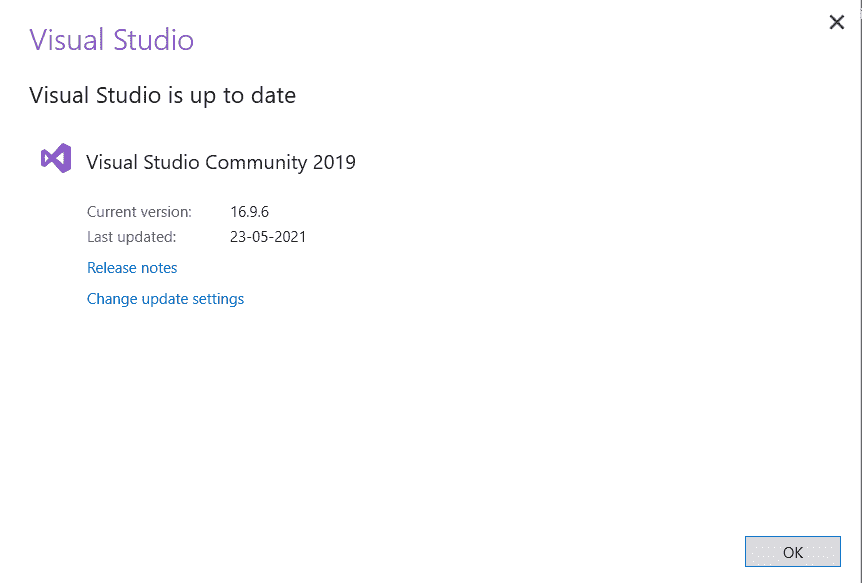 Visual Studio
Visual Studio is up to date
Visual Studio Community 2019
Current version: 16.9.6
Last updated: 23-05-2021
Release notes
Change update settings
OK